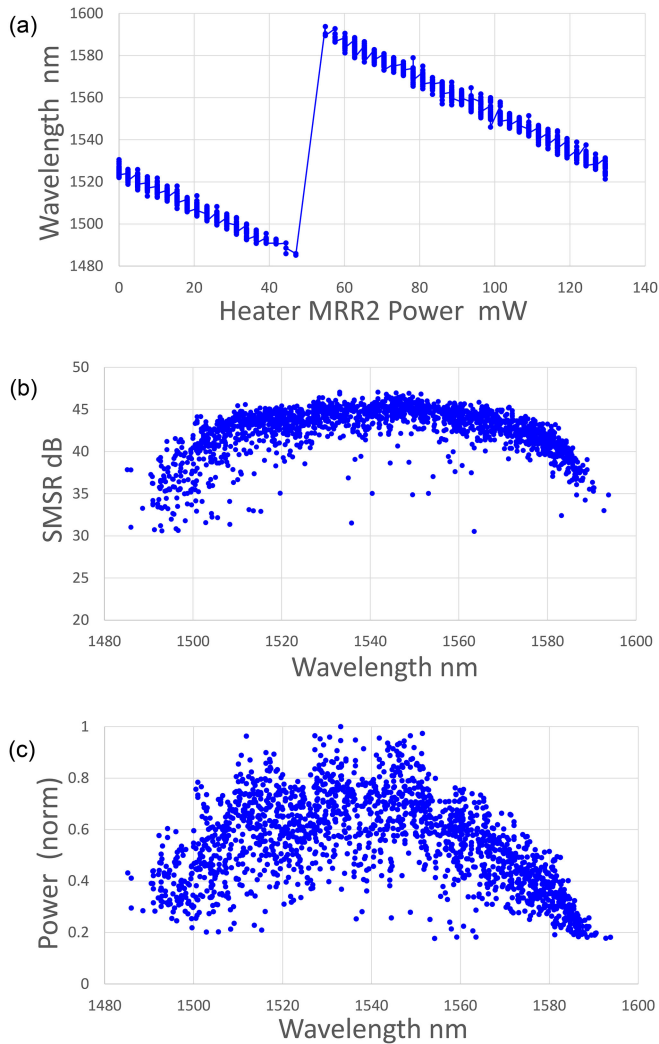 (a)
1600
1580
1560
1540
1520
1500
1480
Wavelength nm
0 20 40 60 80 100 120 140
Heater MRR2 Power mW
(b)
50
45
40
35
30
25
20
SMSR dB
1480 1500 1520 1540 1560 1580 1600
Wavelength nm
(c)
1
0.8
0.6
0.4
0.2
0
Power (norm)
1480 1500 1520 1540 1560 1580 1600
Wavelength nm